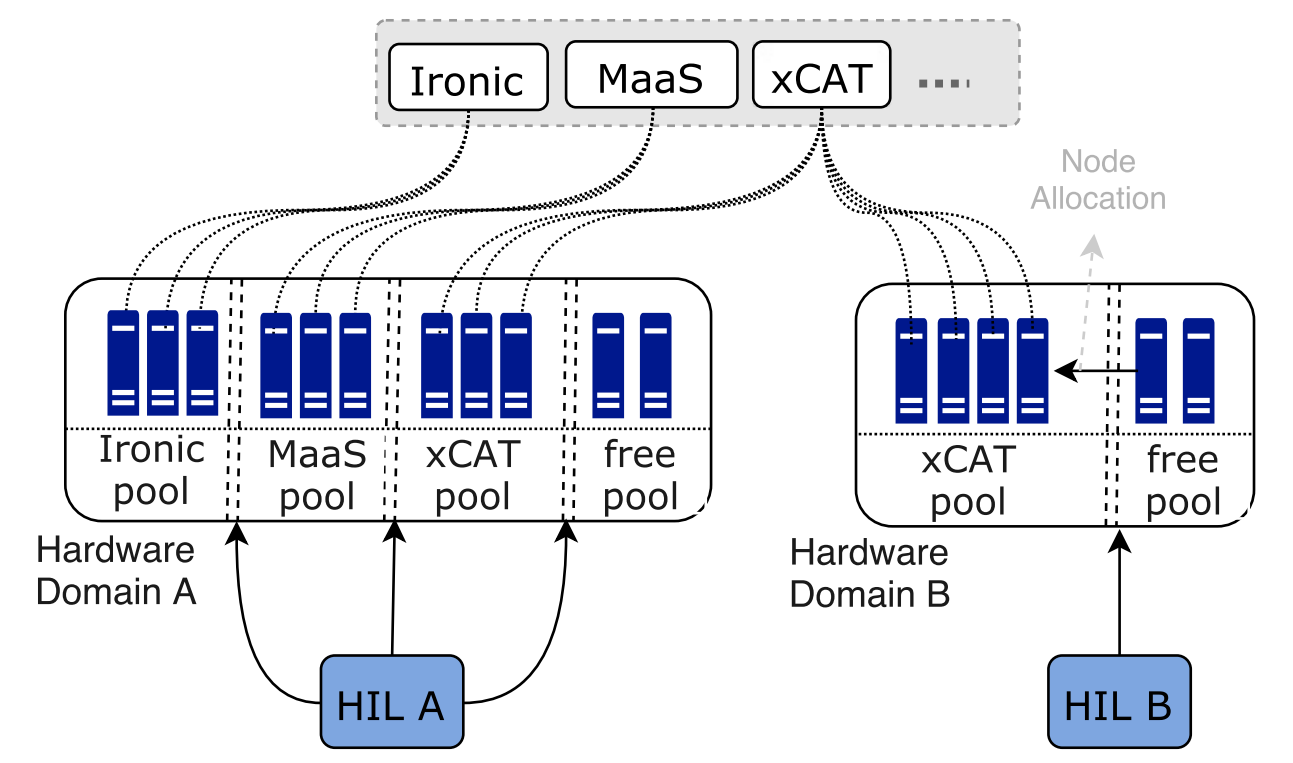 Ironic
MaaS
xCAT
Node
Allocation
Ironic
pool
MaaS
pool
xCAT
pool
free
pool
xCAT
pool
free
pool
Hardware
Domain A
Hardware
Domain B
HIL A
HIL B